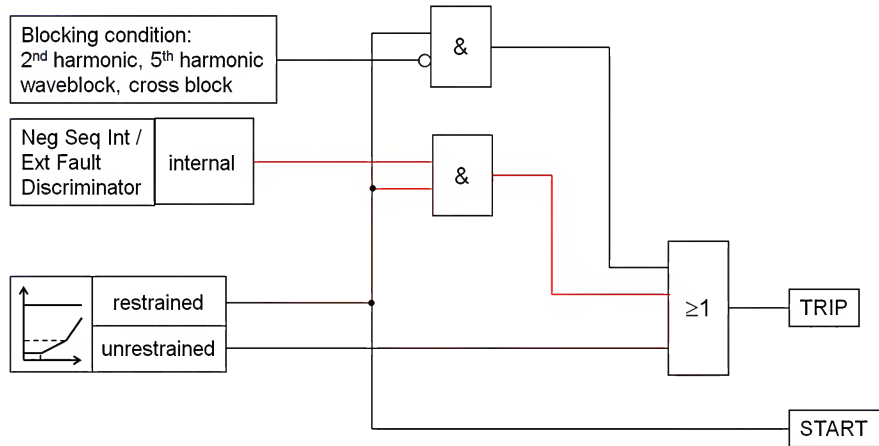 Blocking condition:
2nd harmonic, 5th harmonic
waveblock, cross block
&
Neg Seq Int /
Ext Fault
Discriminator
internal
&
restrained
unrestrained
≥1
TRIP
START